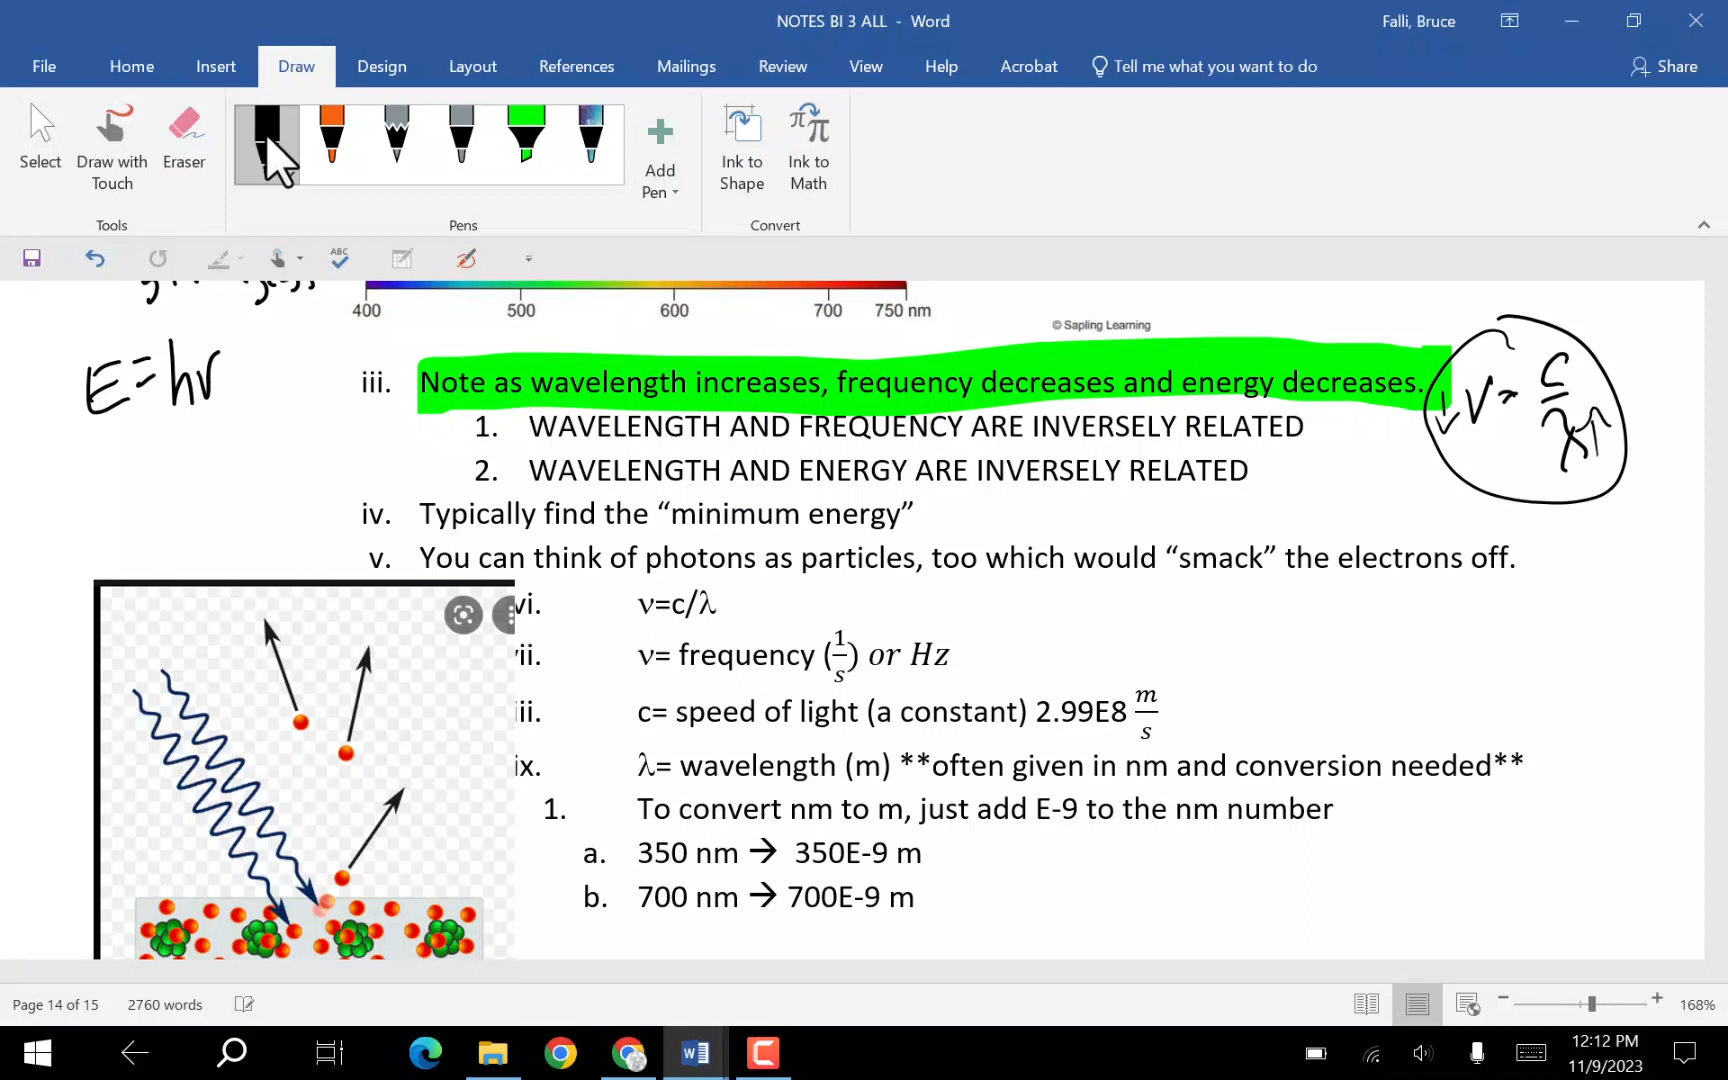 NOTES BI 3 ALL - Word
Falli, Bruce
File Home Insert Draw Design Layout References Mailings Review View Help Acrobat Tell me what you want to do Share
Select
Draw with Touch
Eraser
Add Pen
Ink to Shape
Ink to Math
Tools
Pens
Convert
ABC
400 500 600 700 750 nm
© Sapling Learning
E=hν
iii. Note as wavelength increases, frequency decreases and energy decreases.
↓ν=c/λ↑
1. WAVELENGTH AND FREQUENCY ARE INVERSELY RELATED
2. WAVELENGTH AND ENERGY ARE INVERSELY RELATED
iv. Typically find the “minimum energy”
v. You can think of photons as particles, too which would “smack” the electrons off.
vi. ν=c/λ
vii. ν= frequency (1/s) or Hz
iii. c= speed of light (a constant) 2.99E8 m/s
ix. λ= wavelength (m) **often given in nm and conversion needed**
1. To convert nm to m, just add E-9 to the nm number
a. 350 nm → 350E-9 m
b. 700 nm → 700E-9 m
Page 14 of 15
2760 words
168%
12:12 PM
11/9/2023